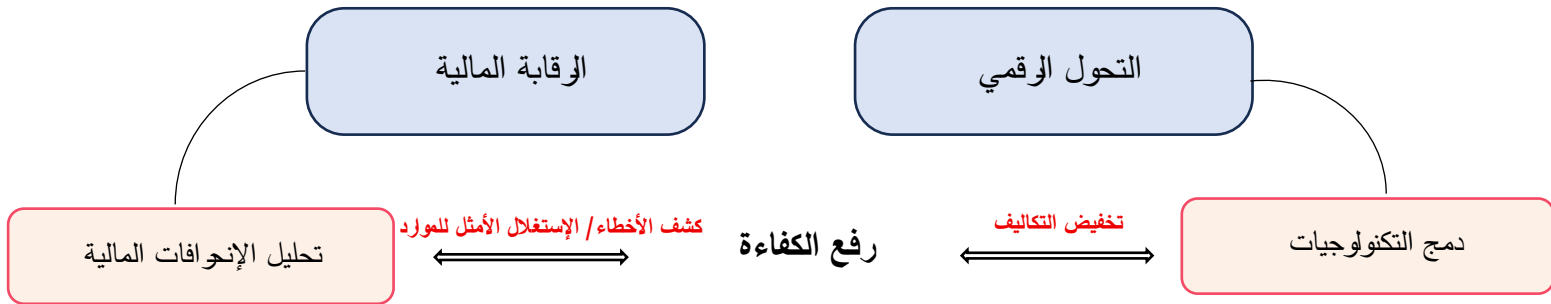 التحول الرقمي
الرقابة المالية
تخفيض التكاليف
كشف الأخطاء/ الإستغلال الأمثل للموارد
دمج التكنولوجيات
رفع الكفاءة
تحليل الإنحرافات المالية